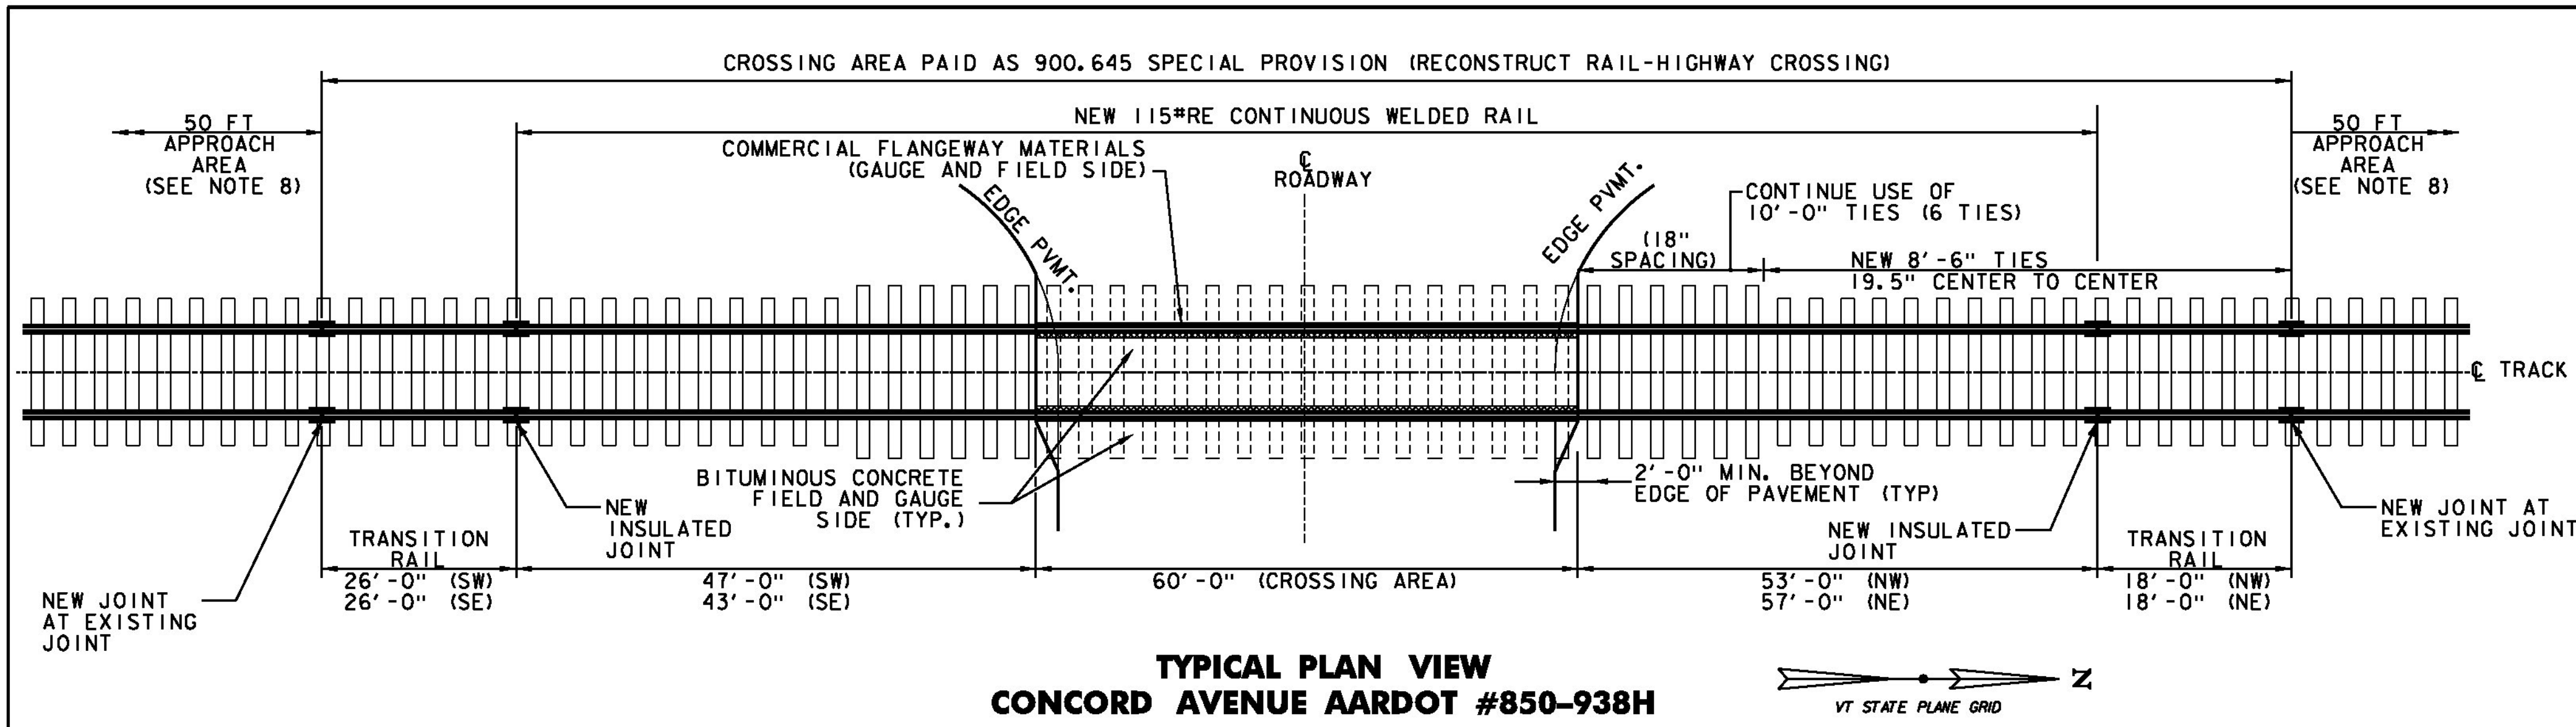 CROSSING AREA PAID AS 900.645 SPECIAL PROVISION (RECONSTRUCT RAIL-HIGHWAY CROSSING)
50 FT
APPROACH
AREA
(SEE NOTE 8)
NEW 115#RE CONTINUOUS WELDED RAIL
50 FT
APPROACH
AREA
(SEE NOTE 8)
COMMERCIAL FLANGEWAY MATERIALS
(GAUGE AND FIELD SIDE)
℄
ROADWAY
EDGE PVMT.
EDGE PVMT.
CONTINUE USE OF
10'-0" TIES (6 TIES)
(18"
SPACING)
NEW 8'-6" TIES
19.5" CENTER TO CENTER
℄ TRACK
BITUMINOUS CONCRETE
FIELD AND GAUGE
SIDE (TYP.)
2'-0" MIN. BEYOND
EDGE OF PAVEMENT (TYP)
NEW
INSULATED
JOINT
NEW INSULATED
JOINT
NEW JOINT AT
EXISTING JOINT
TRANSITION
RAIL
26'-0" (SW)
26'-0" (SE)
47'-0" (SW)
43'-0" (SE)
60'-0" (CROSSING AREA)
53'-0" (NW)
57'-0" (NE)
TRANSITION
RAIL
18'-0" (NW)
18'-0" (NE)
NEW JOINT
AT EXISTING
JOINT
TYPICAL PLAN VIEW
CONCORD AVENUE AARDOT #850-938H
N
VT STATE PLANE GRID